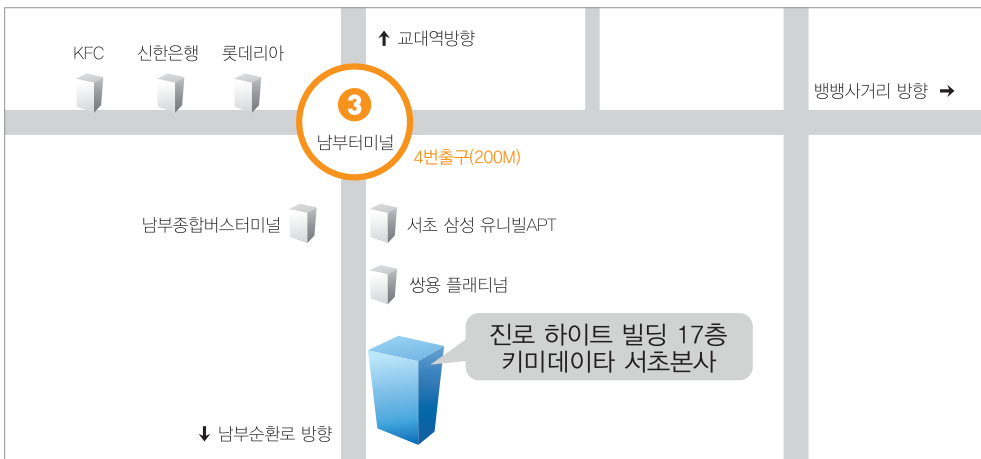 ↑ 교대역방향
KFC
신한은행
롯데리아
뱅뱅사거리 방향 →
3
남부터미널
4번출구(200M)
남부종합버스터미널
서초 삼성 유니빌APT
쌍용 플래티넘
진로 하이트 빌딩 17층
키미데이타 서초본사
↓ 남부순환로 방향